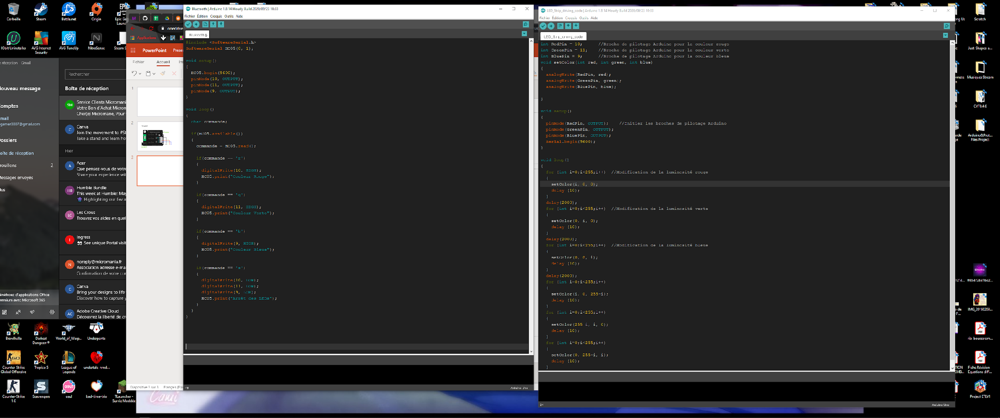 Corbeille
Steam
Battle.net
Origin
Epic Games Launc...
IObit Uninstaller
AVG Internet Security
AVG TuneUp
NitroSense
Steam S
e réception Gmail
Nouveau message
Comptes
mail
gamer0007@gmail.com
Dossiers
oîte de réception
rouillons 2
Messages envoyés
lus
énéficiez d'applications Office
remium avec Microsoft 365
Rechercher
Boîte de réception
SM
Service Clients Microman
Votre Bon d'Achat Microm
Cher(e) Micromane, Pour
C
Canva
Join the movement to #St
Take a stand and learn ho
Hier
A
Acer
Que pensez-vous de votre
Share your experience wit
HB
Humble Bundle
This week at Humble: May
Highlighting our favor
LC
Les Crous
Trouvez vos aides en quel
I
Ingress
See unique Portal visit
N
noreply@micromania.fr
Association adresse e-mai
Confirmation de votre cor
C
Canva
Bring your designs to life
Discover how to capture y
AC
Adobe Creative Cloud
Découvrez la liberté de cr
Brawlhalla
Darkest Dungeon®
World_of_Warp...
Underpants
Counter-Strike Global Offensive
Tropico 5
League of Legends
undertale-nmd...
Counter-Strike 1.6
Scavengers
osu!
bad-time-trio
TLauncher - Survie Moddée
onedrive
Applications
PowerPoint Prese
Fichier Accueil Ins
1
2
3
Diapositive 3 sur 3 Français (Fra
Bluetooth | Arduino 1.8.14 Hourly Build 2020/09/23 10:33
Fichier Édition Croquis Outils Aide
Bluetooth §
#include <SoftwareSerial.h>
SoftwareSerial HC05(0, 1);
void setup()
{
HC05.begin(9600);
pinMode(10, OUTPUT);
pinMode(11, OUTPUT);
pinMode(9, OUTPUT);
}
void loop()
{
char commande;
if(HC05.available())
{
commande = HC05.read();
if(commande == 'r')
{
digitalWrite(10, HIGH);
HC05.print("Couleur Rouge");
}
if(commande == 'g')
{
digitalWrite(11, HIGH);
HC05.print("Couleur Verte");
}
if(commande == 'b')
{
digitalWrite(9, HIGH);
HC05.print("Couleur Bleue");
}
if(commande == 's')
{
digitalWrite(10, LOW);
digitalWrite(11, LOW);
digitalWrite(9, LOW);
HC05.print("Arrêt des LEDs");
}
}
}
Arduino Uno
LED_Strip_driving_code | Arduino 1.8.14 Hourly Build 2020/09/23 10:33
Fichier Édition Croquis Outils Aide
LED_Strip_driving_code
int RedPin = 10; //Broche de pilotage Arduino pour la couleur rouge
int GreenPin = 11; //Broche de pilotage Arduino pour la couleur verte
int BluePin = 9; //Broche de pilotage Arduino pour la couleur bleue
void setColor(int red, int green, int blue)
{
analogWrite(RedPin, red);
analogWrite(GreenPin, green);
analogWrite(BluePin, blue);
}
void setup()
{
pinMode(RedPin, OUTPUT); //Initier les broches de pilotage Arduino
pinMode(GreenPin, OUTPUT);
pinMode(BluePin, OUTPUT);
Serial.begin(9600);
}
void loop()
{
for (int i=0;i<255;i++) //Modification de la luminosité rouge
{
setColor(i, 0, 0);
delay (10);
}
delay(2000);
for (int i=0;i<255;i++) //Modification de la luminosité verte
{
setColor(0, i, 0);
delay (10);
}
delay(2000);
for (int i=0;i<255;i++) //Modification de la luminosité bleue
{
setColor(0, 0, i);
delay (10);
}
delay(2000);
for (int i=0;i<255;i++)
{
setColor(i, 0, 255-i);
delay (10);
}
for (int i=0;i<255;i++)
{
setColor(255-i, i, 0);
delay (10);
}
for (int i=0;i<255;i++)
{
setColor(0, 255-i, i);
delay (10);
}
24
Arduino Uno
Scratch
Just Shapes a...
Musiques Stream
CYF0.4.6
Arduino&Prot... Files Project
IMG_20190203...
rib-boursoram...
Fiche Révision Equations diff...
Project ETLV1